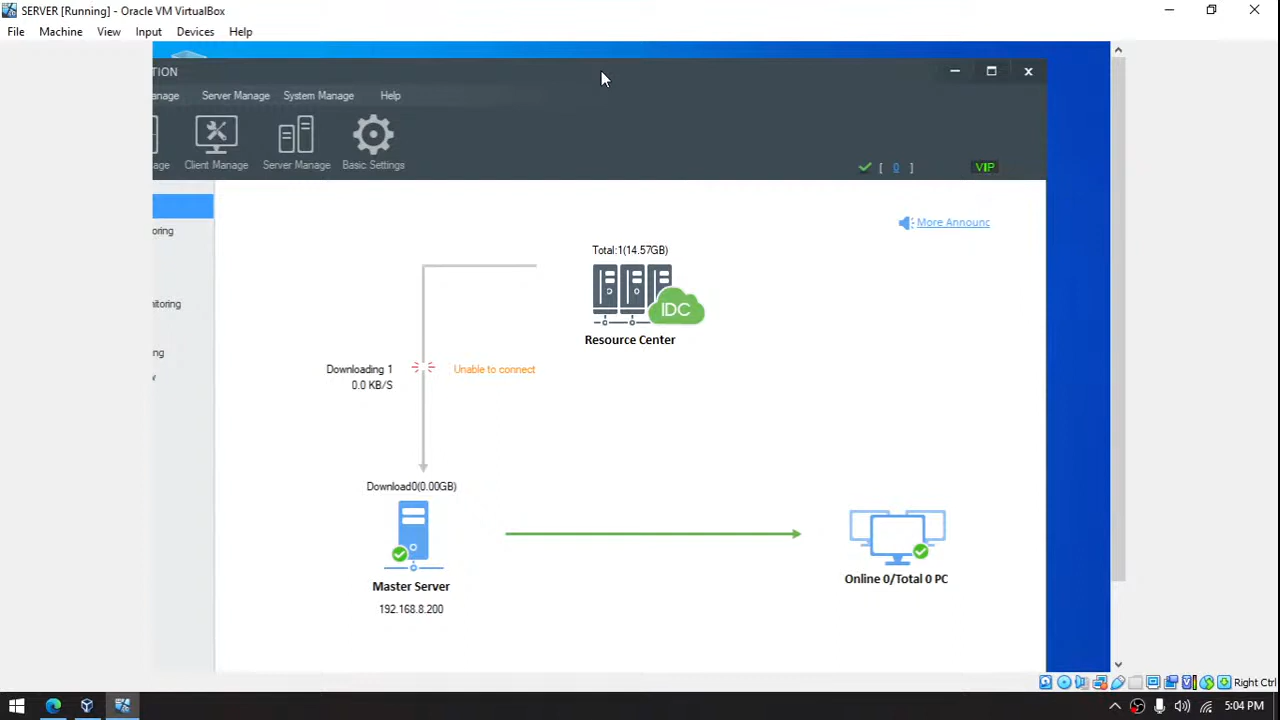 SERVER [Running] - Oracle VM VirtualBox
File Machine View Input Devices Help
TION
anage Server Manage System Manage Help
age Client Manage Server Manage Basic Settings
[ 0 ] VIP
More Announc
oring
Total:1(14.57GB)
itoring
IDC
Resource Center
ng
Downloading 1
Unable to connect
0.0 KB/S
Download0(0.00GB)
Master Server
Online 0/Total 0 PC
192.168.8.200
Right Ctrl
5:04 PM